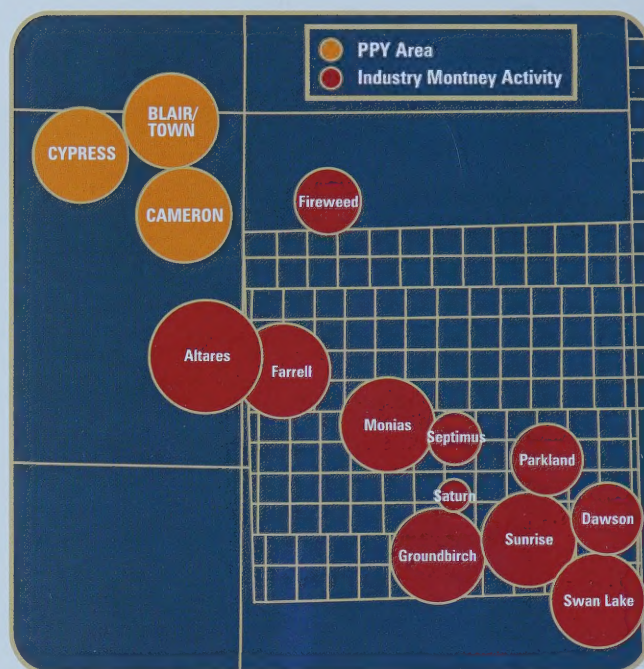 PPY Area
Industry Montney Activity
BLAIR/
TOWN
CYPRESS
CAMERON
Fireweed
Altares
Farrell
Monias
Septimus
Parkland
Saturn
Dawson
Sunrise
Groundbirch
Swan Lake